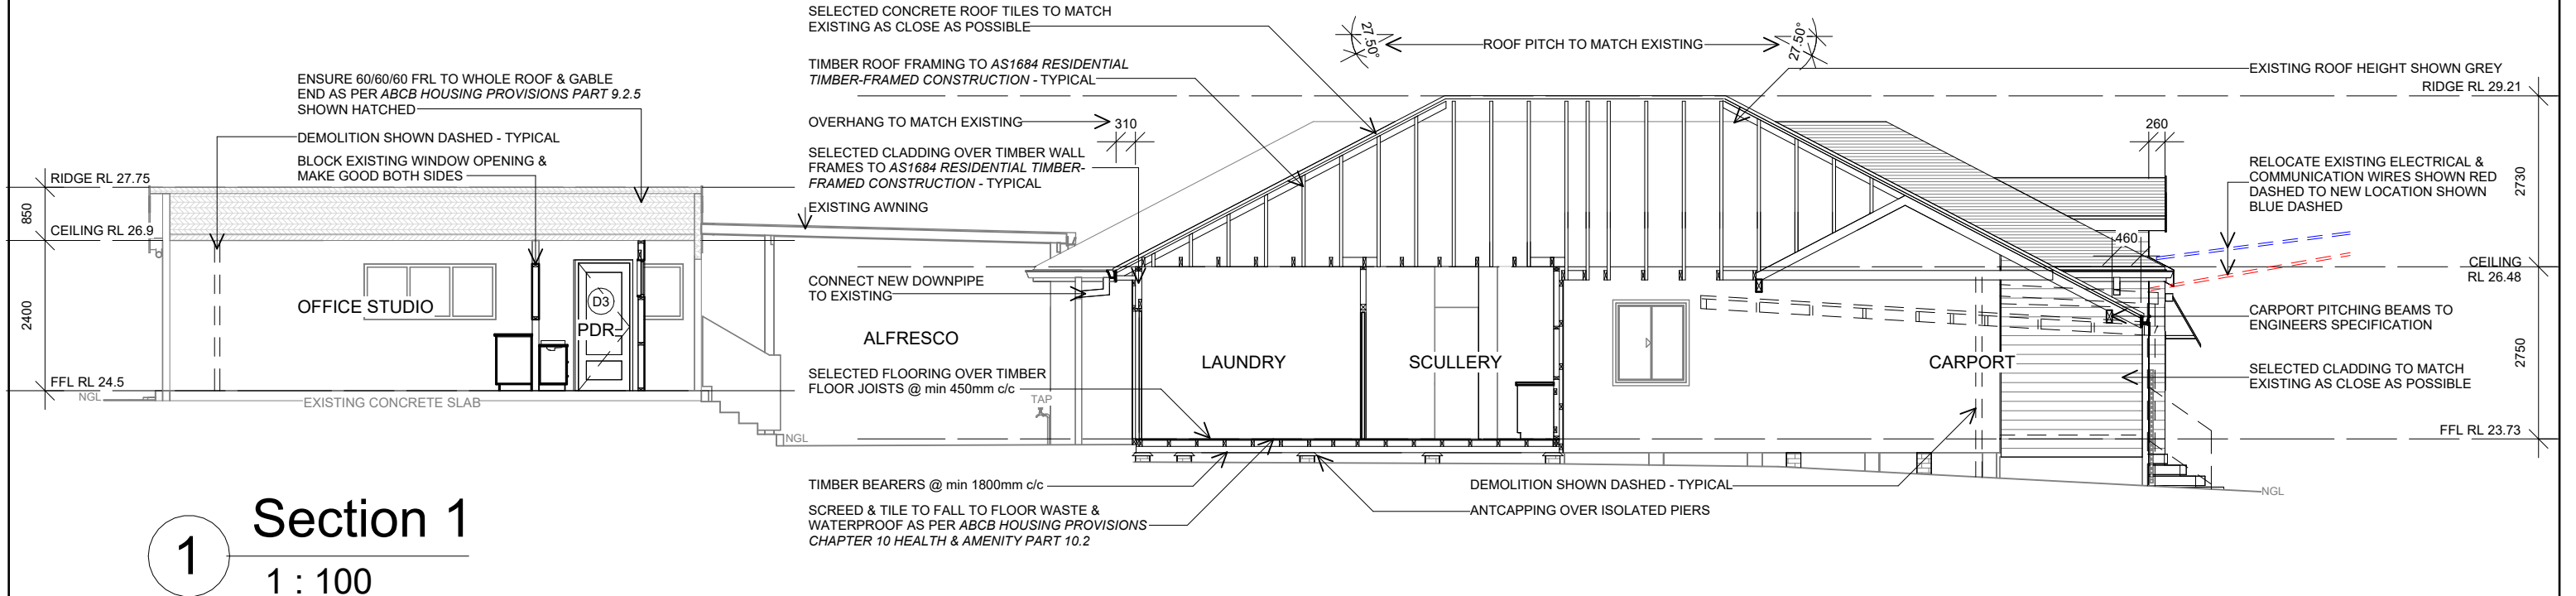 SELECTED CONCRETE ROOF TILES TO MATCH
EXISTING AS CLOSE AS POSSIBLE
27.50°
ROOF PITCH TO MATCH EXISTING
27.50°
TIMBER ROOF FRAMING TO AS1684 RESIDENTIAL
TIMBER-FRAMED CONSTRUCTION - TYPICAL
EXISTING ROOF HEIGHT SHOWN GREY
RIDGE RL 29.21
ENSURE 60/60/60 FRL TO WHOLE ROOF & GABLE
END AS PER ABCB HOUSING PROVISIONS PART 9.2.5
SHOWN HATCHED
DEMOLITION SHOWN DASHED - TYPICAL
BLOCK EXISTING WINDOW OPENING &
MAKE GOOD BOTH SIDES
OVERHANG TO MATCH EXISTING
310
260
SELECTED CLADDING OVER TIMBER WALL
FRAMES TO AS1684 RESIDENTIAL TIMBER-
FRAMED CONSTRUCTION - TYPICAL
EXISTING AWNING
RELOCATE EXISTING ELECTRICAL &
COMMUNICATION WIRES SHOWN RED
DASHED TO NEW LOCATION SHOWN
BLUE DASHED
2730
RIDGE RL 27.75
850
CEILING RL 26.9
460
CEILING
RL 26.48
CONNECT NEW DOWNPIPE
TO EXISTING
2400
OFFICE STUDIO
D3
PDR
ALFRESCO
LAUNDRY
SCULLERY
CARPORT
CARPORT PITCHING BEAMS TO
ENGINEERS SPECIFICATION
2750
SELECTED FLOORING OVER TIMBER
FLOOR JOISTS @ min 450mm c/c
SELECTED CLADDING TO MATCH
EXISTING AS CLOSE AS POSSIBLE
FFL RL 24.5
NGL
EXISTING CONCRETE SLAB
TAP
NGL
FFL RL 23.73
TIMBER BEARERS @ min 1800mm c/c
DEMOLITION SHOWN DASHED - TYPICAL
NGL
SCREED & TILE TO FALL TO FLOOR WASTE &
WATERPROOF AS PER ABCB HOUSING PROVISIONS
CHAPTER 10 HEALTH & AMENITY PART 10.2
ANTCAPPING OVER ISOLATED PIERS
1
Section 1
1 : 100